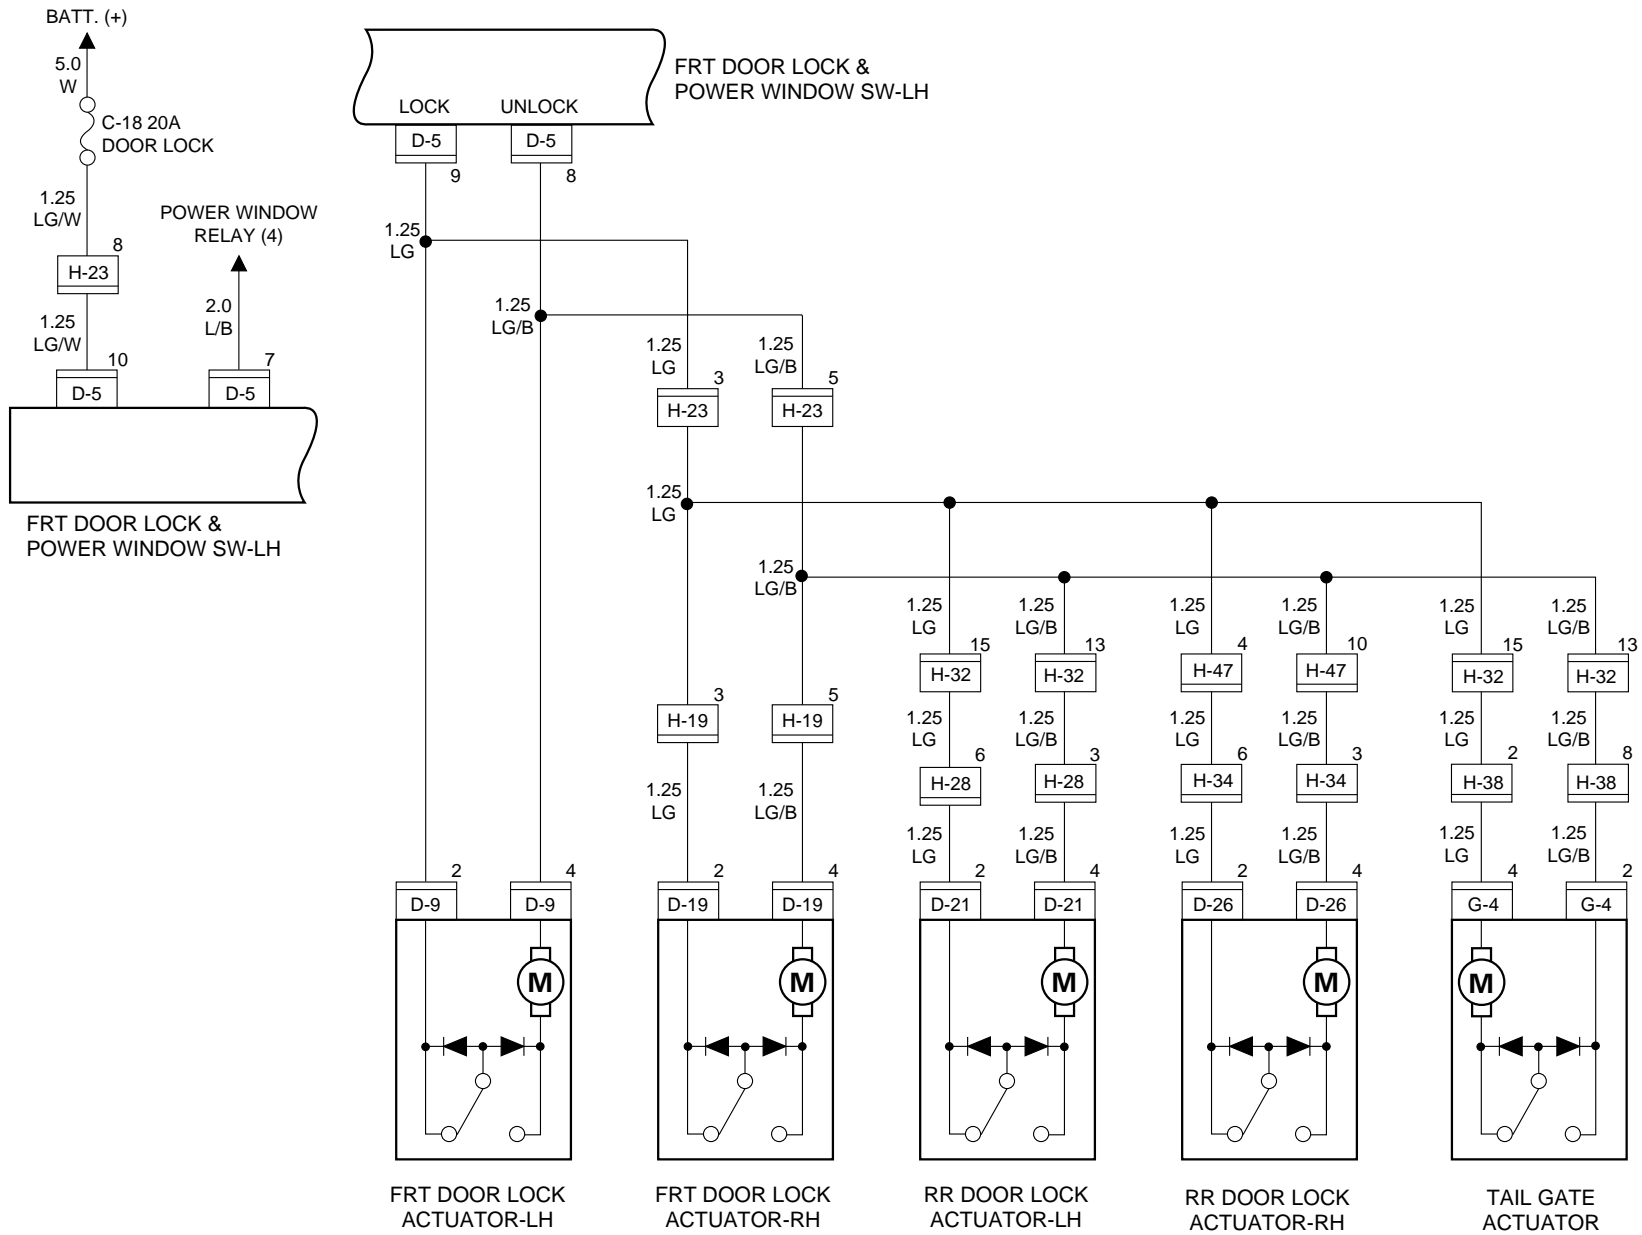 BATT. (+)
5.0
W
C-18 20A
DOOR LOCK
1.25
LG/W
8
H-23
1.25
LG/W
10
D-5
POWER WINDOW
RELAY (4)
2.0
L/B
7
D-5
FRT DOOR LOCK &
POWER WINDOW SW-LH
FRT DOOR LOCK &
POWER WINDOW SW-LH
LOCK UNLOCK
D-5 D-5
9 8
1.25
LG
1.25
LG/B
1.25 1.25
LG LG/B
3 5
H-23 H-23
1.25
LG
1.25
LG/B
1.25 1.25 1.25 1.25 1.25 1.25
LG LG/B LG LG/B LG LG/B
15 13 4 10 15 13
H-32 H-32 H-47 H-47 H-32 H-32
3 5
H-19 H-19
1.25 1.25 1.25 1.25 1.25 1.25
LG LG/B LG LG/B LG LG/B
6 3 6 3 2 8
H-28 H-28 H-34 H-34 H-38 H-38
1.25 1.25
LG LG/B
1.25 1.25 1.25 1.25 1.25 1.25
LG LG/B LG LG/B LG LG/B
2 4 2 4 2 4 2 4 4 2
D-9 D-9 D-19 D-19 D-21 D-21 D-26 D-26 G-4 G-4
M M M M M
FRT DOOR LOCK
ACTUATOR-LH
FRT DOOR LOCK
ACTUATOR-RH
RR DOOR LOCK
ACTUATOR-LH
RR DOOR LOCK
ACTUATOR-RH
TAIL GATE
ACTUATOR